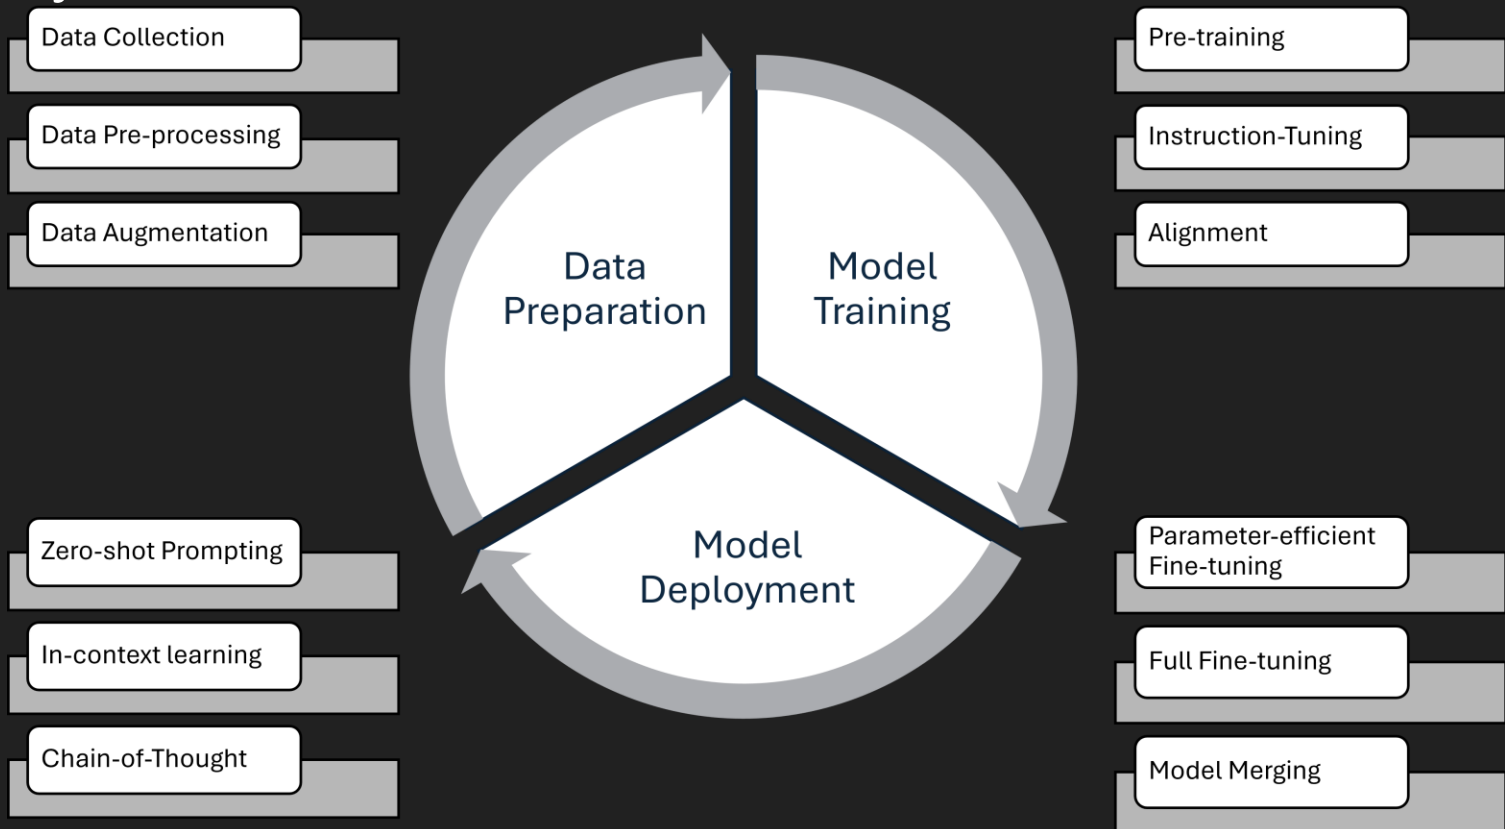 Data Collection
Data Pre-processing
Data Augmentation
Pre-training
Instruction-Tuning
Alignment
Data
Preparation
Model
Training
Model
Deployment
Zero-shot Prompting
In-context learning
Chain-of-Thought
Parameter-efficient
Fine-tuning
Full Fine-tuning
Model Merging